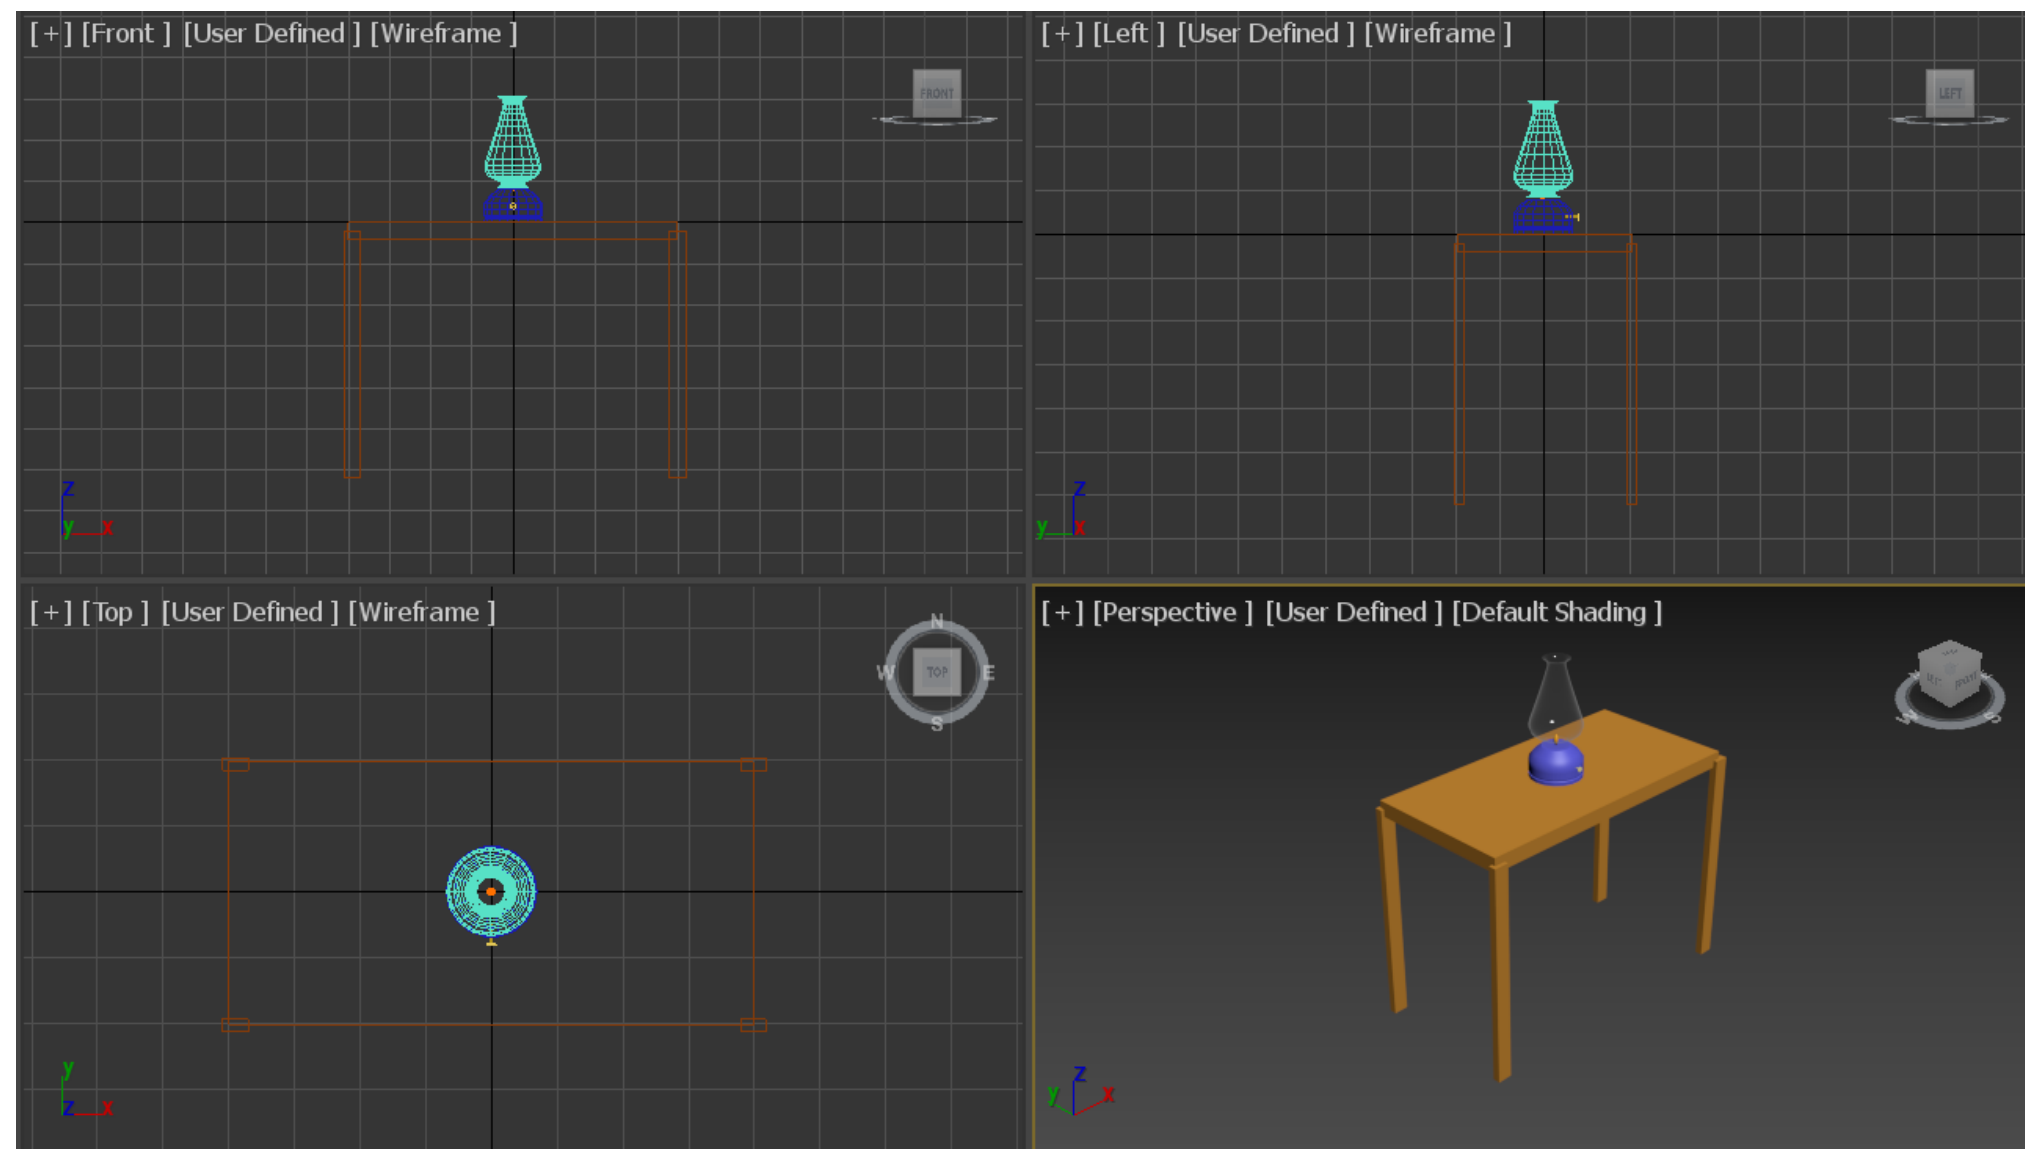 [+] [Front ] [User Defined ] [Wireframe ]
FRONT
z
y x
[+] [Left ] [User Defined ] [Wireframe ]
LEFT
z
y x
[+] [Top ] [User Defined ] [Wireframe ]
N
W TOP E
S
y
z x
[+] [Perspective ] [User Defined ] [Default Shading ]
z
y x